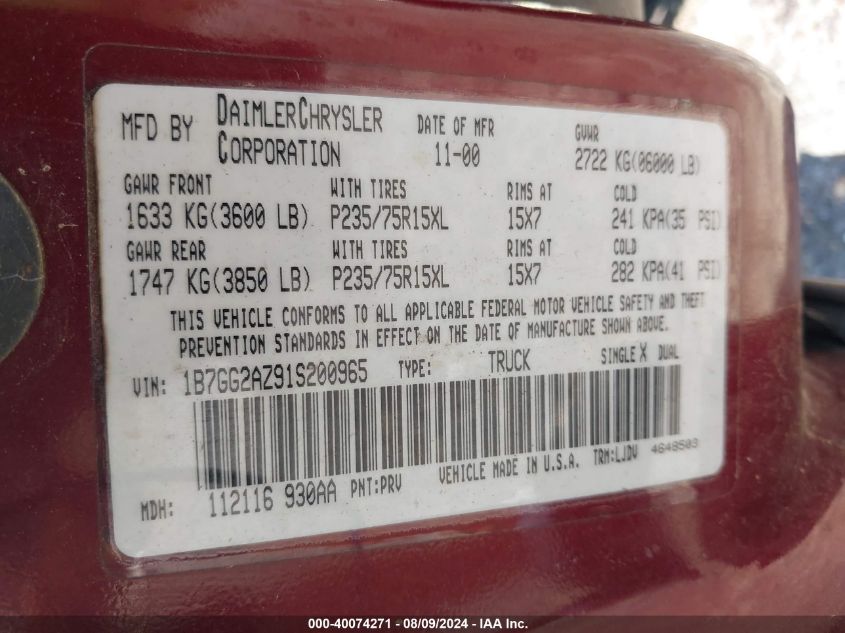 MFD BY DAIMLERCHRYSLER CORPORATION DATE OF MFR 11-00 GVWR 2722 KG(06000 LB)
GAWR FRONT WITH TIRES RIMS AT COLD
1633 KG(3600 LB) P235/75R15XL 15X7 241 KPA(35 PSI)
GAWR REAR WITH TIRES RIMS AT COLD
1747 KG(3850 LB) P235/75R15XL 15X7 282 KPA(41 PSI)
THIS VEHICLE CONFORMS TO ALL APPLICABLE FEDERAL MOTOR VEHICLE SAFETY AND THEFT
PREVENTION STANDARDS IN EFFECT ON THE DATE OF MANUFACTURE SHOWN ABOVE.
VIN: 1B7GG2AZ91S200965 TYPE: TRUCK SINGLE X DUAL
MDH: 112116 930AA PNT:PRV VEHICLE MADE IN U.S.A. TRM:LJDV 4648503
000-40074271 - 08/09/2024 - IAA Inc.